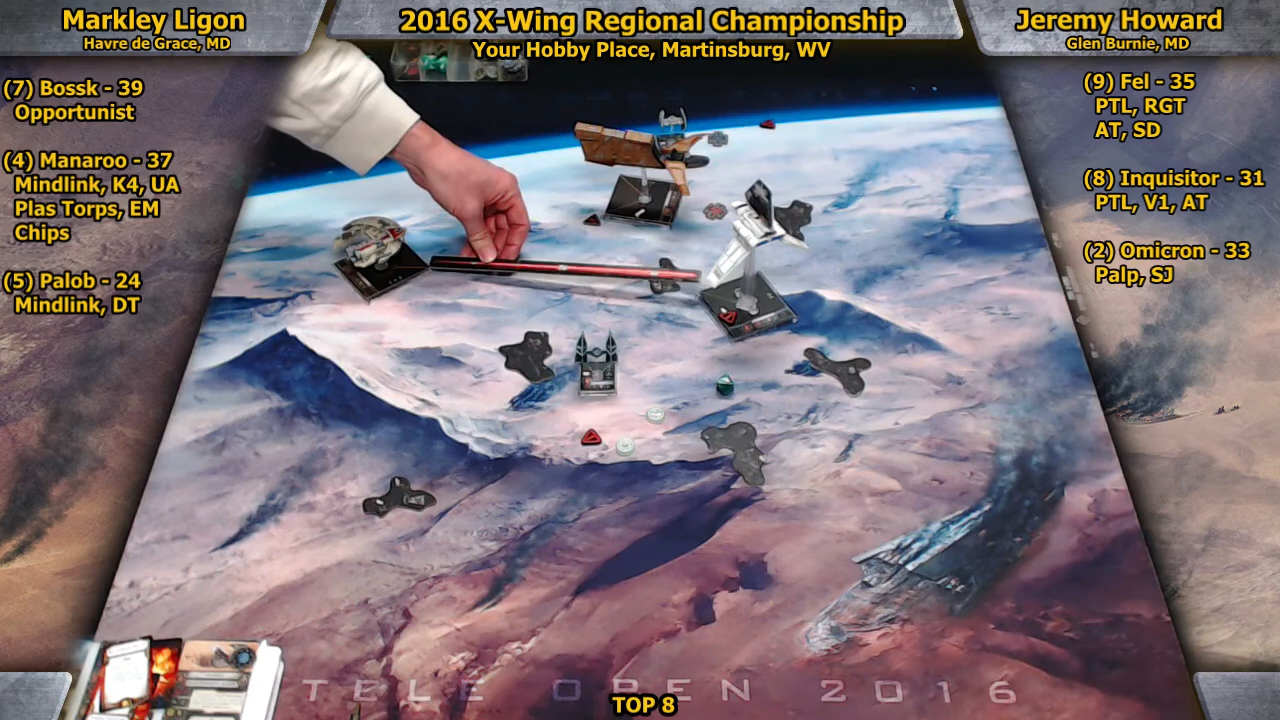 Markley Ligon
Havre de Grace, MD
2016 X-Wing Regional Championship
Your Hobby Place, Martinsburg, WV
Jeremy Howard
Glen Burnie, MD
(7) Bossk - 39
Opportunist
(4) Manaroo - 37
Mindlink, K4, UA
Plas Torps, EM
Chips
(5) Palob - 24
Mindlink, DT
(9) Fel - 35
PTL, RGT
AT, SD
(8) Inquisitor - 31
PTL, V1, AT
(2) Omicron - 33
Palp, SJ
TELE OPEN 2016
TOP 8